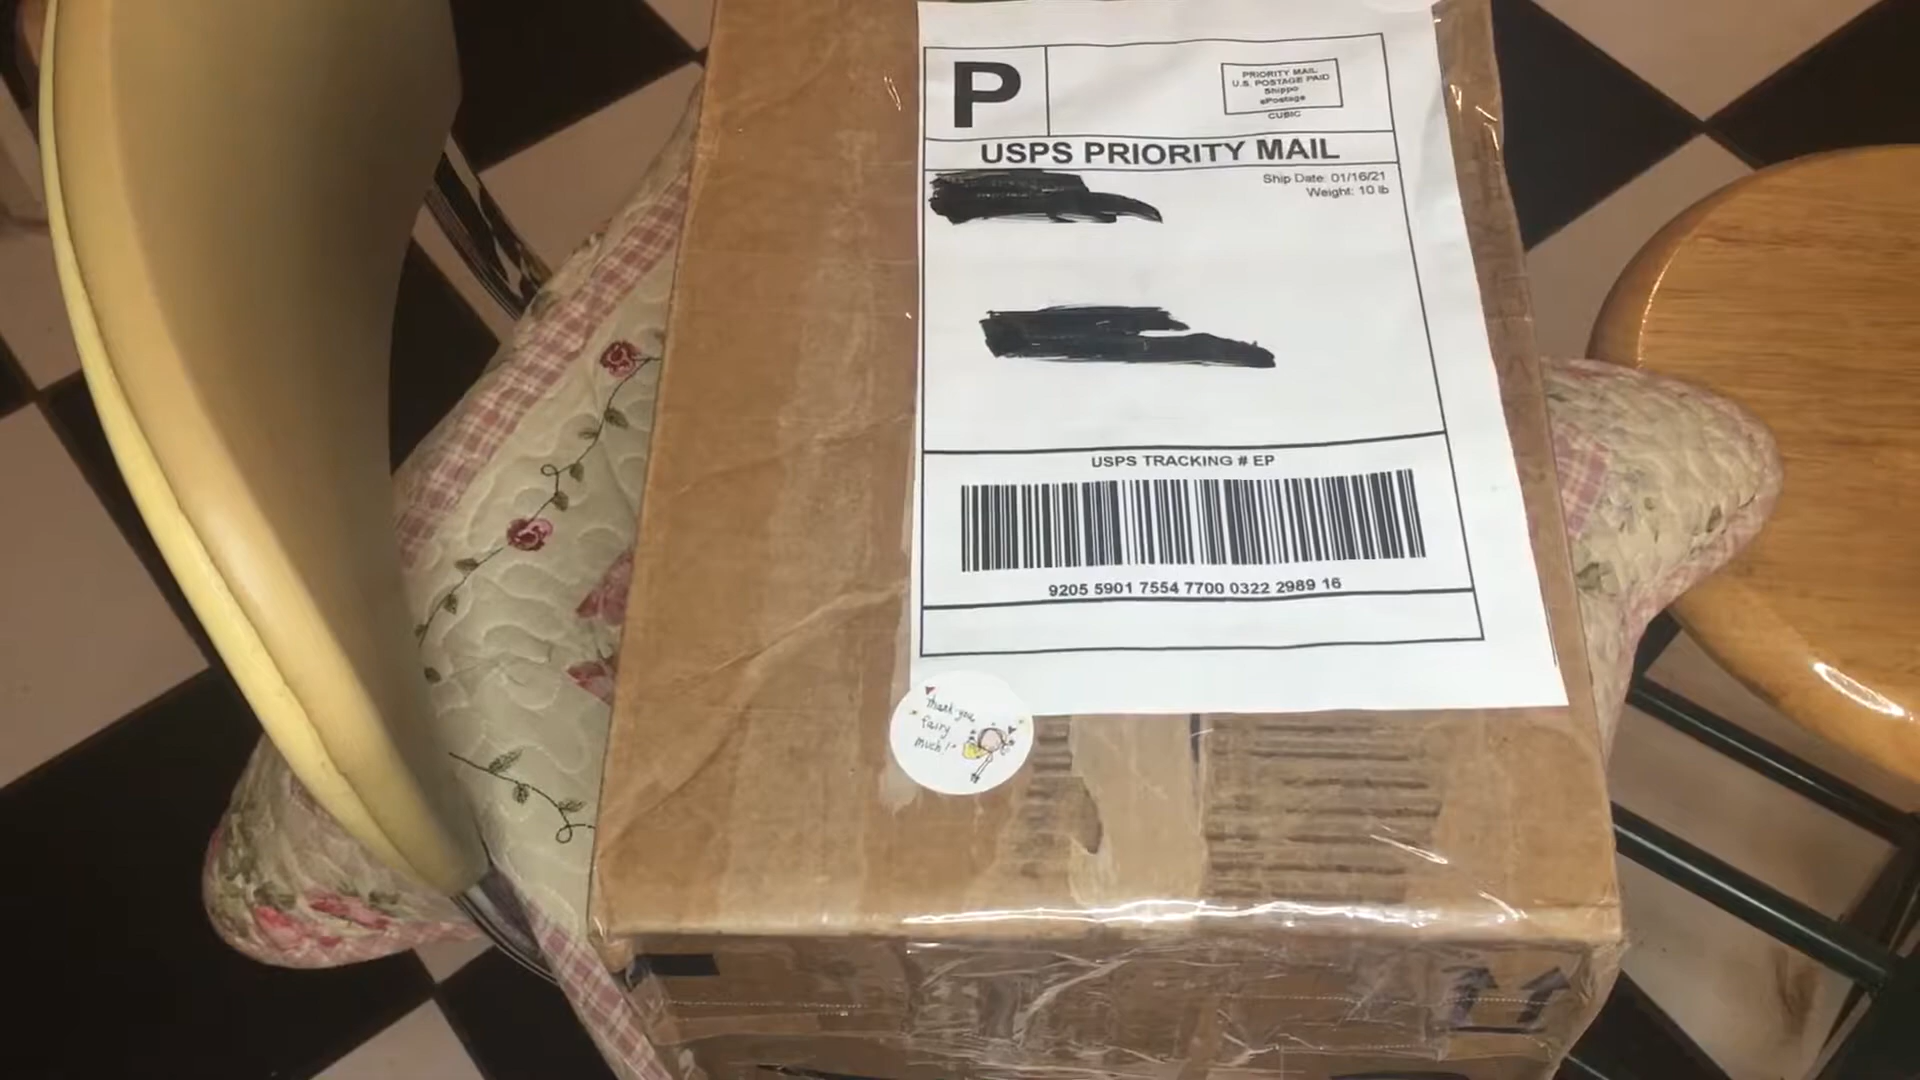 P
PRIORITY MAIL
U.S. POSTAGE PAID
Shippo
ePostage
CUBIC
USPS PRIORITY MAIL
Ship Date: 01/16/21
Weight: 10 lb
USPS TRACKING # EP
9205 5901 7554 7700 0322 2989 16
thank-you,
fairy
much!